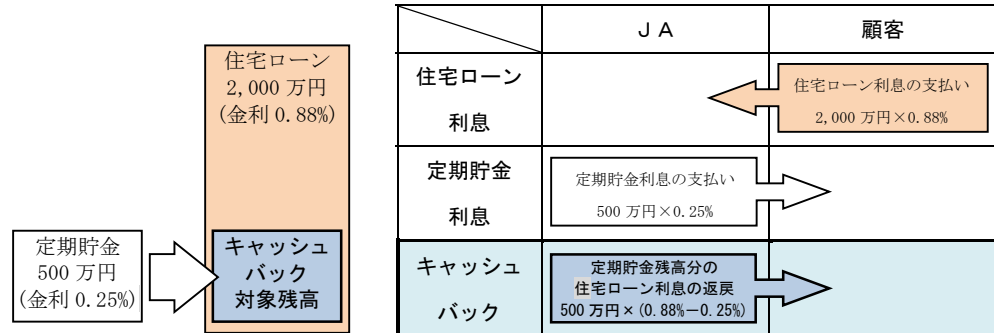 住宅ローン
2,000 万円
(金利 0.88%)
定期貯金
500 万円
(金利 0.25%)
キャッシュ
バック
対象残高
ＪＡ
顧客
住宅ローン
利息
住宅ローン利息の支払い
2,000 万円×0.88%
定期貯金
利息
定期貯金利息の支払い
500 万円×0.25%
キャッシュ
バック
定期貯金残高分の
住宅ローン利息の返戻
500 万円×(0.88%－0.25%)